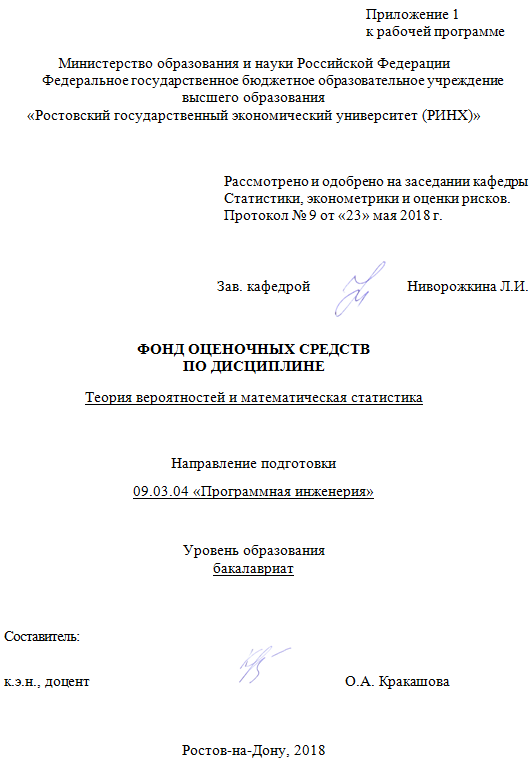 Приложение 1
к рабочей программе
Министерство образования и науки Российской Федерации
Федеральное государственное бюджетное образовательное учреждение
высшего образования
«Ростовский государственный экономический университет (РИНХ)»
Рассмотрено и одобрено на заседании кафедры
Статистики, эконометрики и оценки рисков.
Протокол № 9 от «23» мая 2018 г.
Зав. кафедрой Ниворожкина Л.И.
ФОНД ОЦЕНОЧНЫХ СРЕДСТВ
ПО ДИСЦИПЛИНЕ
Теория вероятностей и математическая статистика
Направление подготовки
09.03.04 «Программная инженерия»
Уровень образования
бакалавриат
Составитель:
к.э.н., доцент О.А. Кракашова
Ростов-на-Дону, 2018